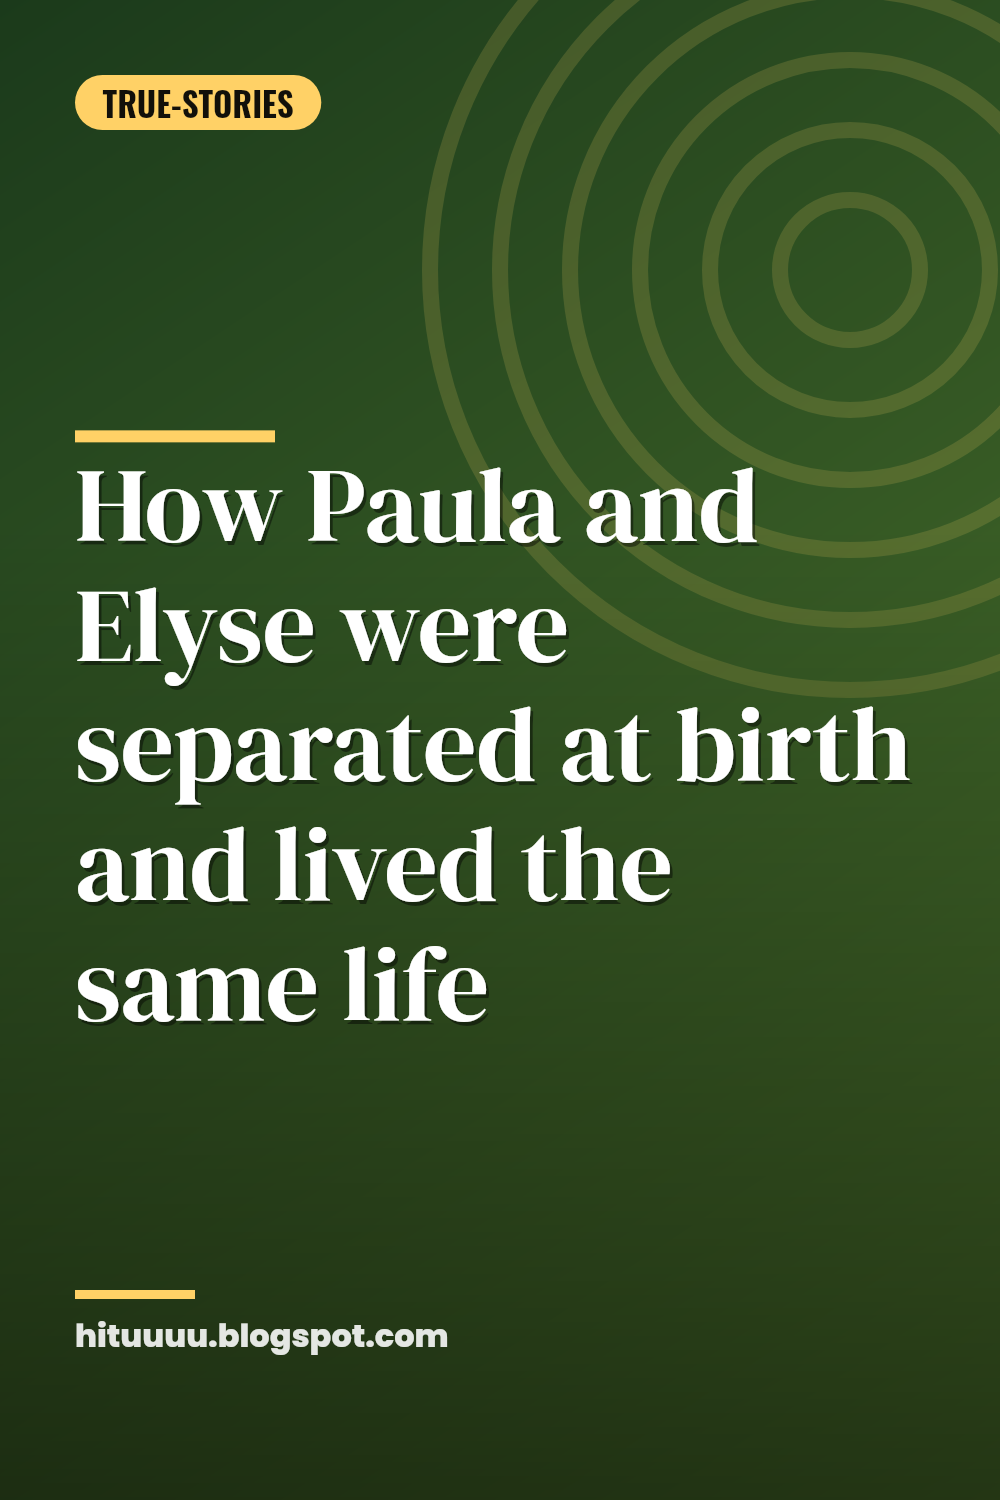 TRUE-STORIES
How Paula and
Elyse were
separated at birth
and lived the
same life
hituuuu.blogspot.com